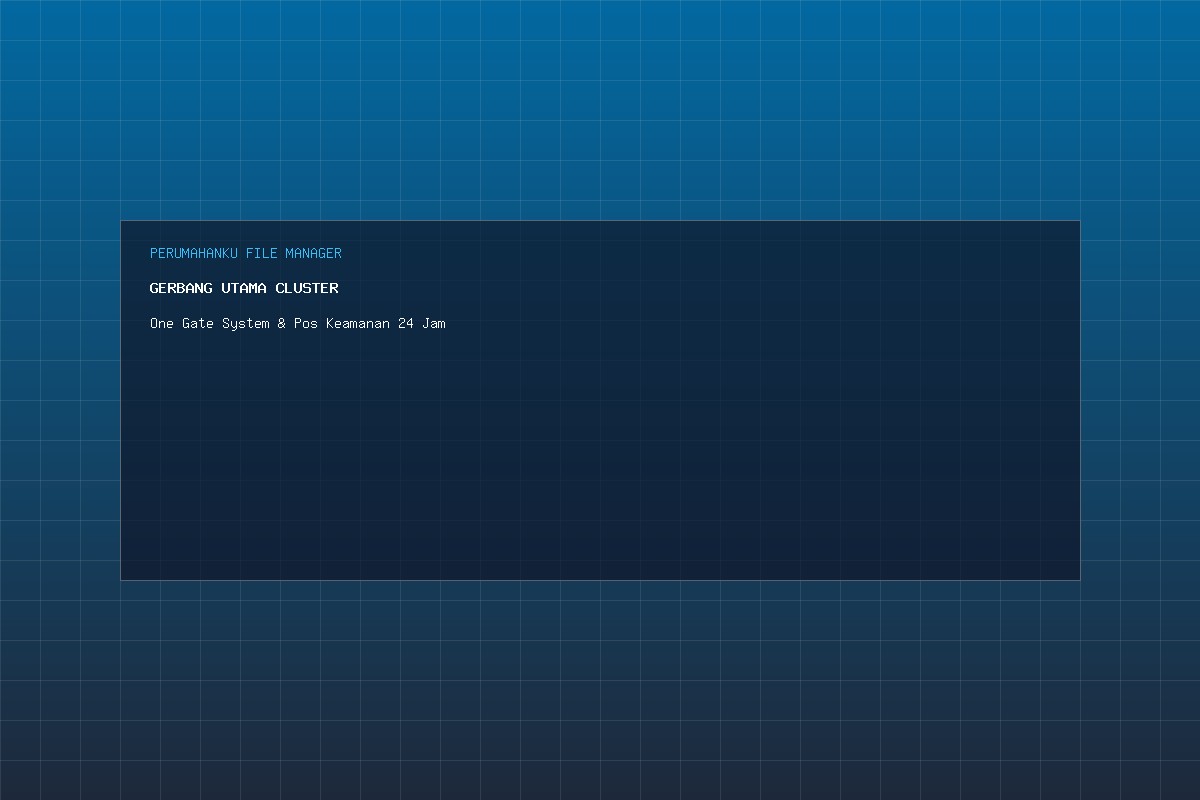 PERUMAHANKU FILE MANAGER
GERBANG UTAMA CLUSTER
One Gate System & Pos Keamanan 24 Jam